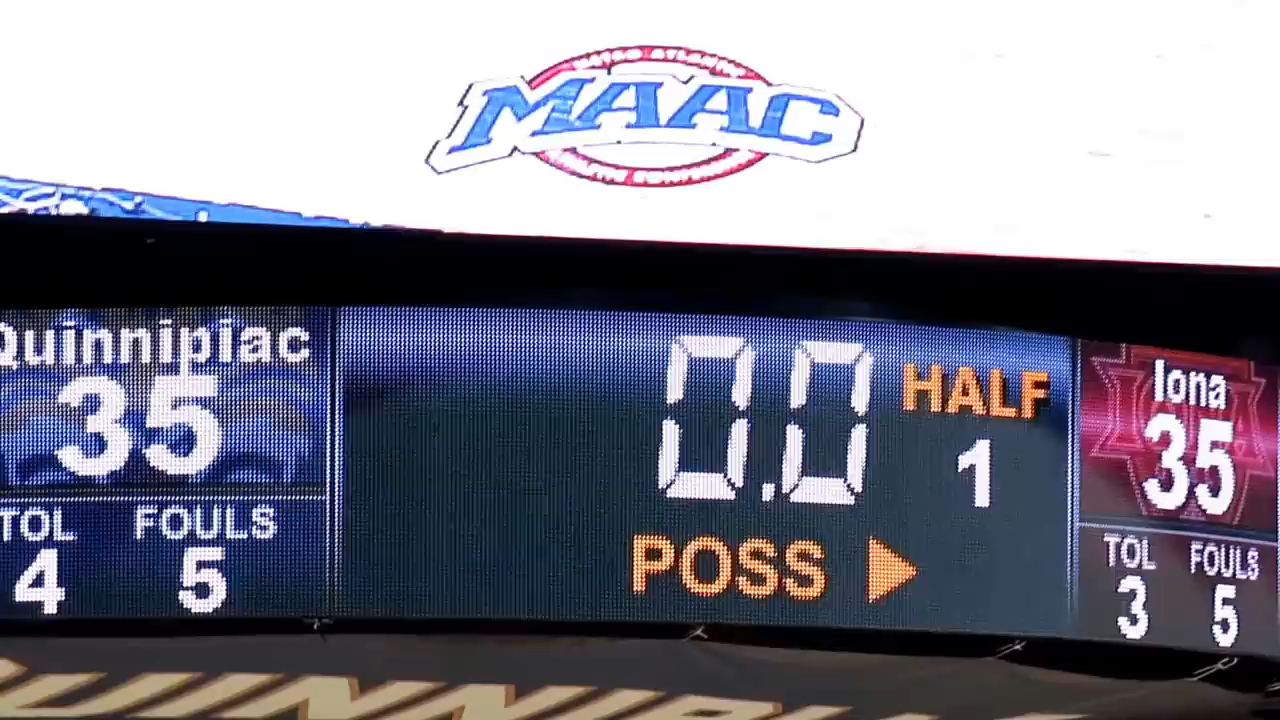 MAAC
Quinnipiac
35
TOL FOULS
4 5
0.0
HALF
1
POSS
Iona
35
TOL FOULS
3 5